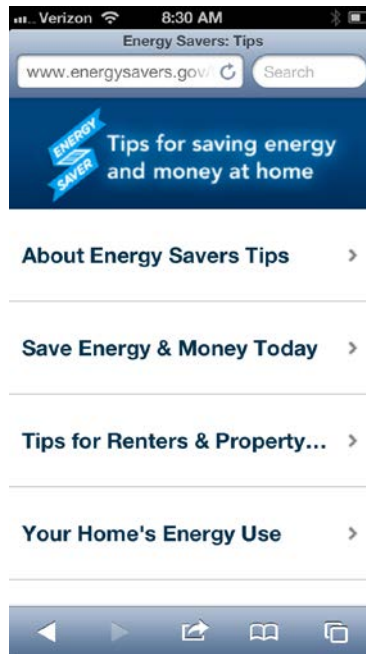 Verizon 8:30 AM
Energy Savers: Tips
www.energysavers.gov/ Search
ENERGY
SAVER
Tips for saving energy
and money at home
About Energy Savers Tips
Save Energy & Money Today
Tips for Renters & Property...
Your Home's Energy Use